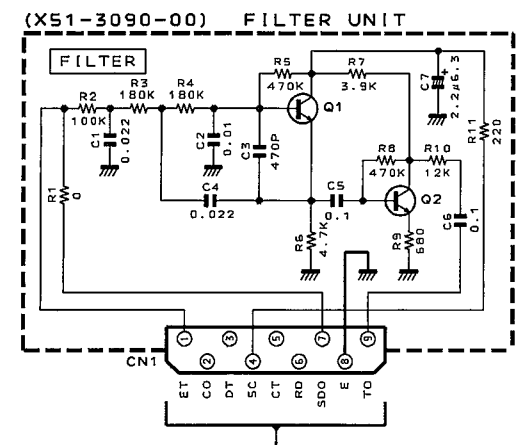 (X51-3090-00) FILTER UNIT
FILTER
R5
470K
R7
3.9K
C7
2.2µ6.3
+
R11
220
Q1
R2
100K
R3
180K
R4
180K
C1
0.022
C2
0.01
C3
470P
R1
0
C4
0.022
C5
0.1
R6
4.7K
R8
470K
R10
12K
Q2
R9
680
C6
0.1
CN1
1
2
3
4
5
6
7
8
9
ET
CO
DT
SC
CT
RD
SDO
E
TO